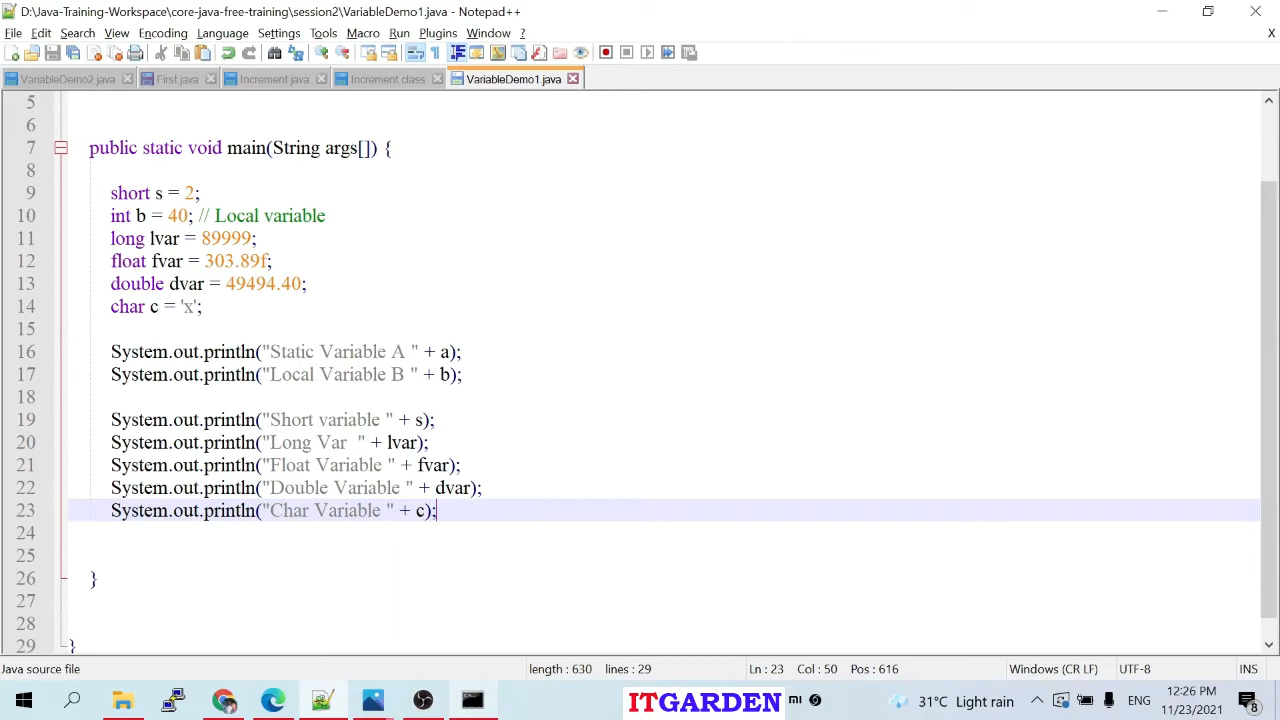 D:\Java-Training-Workspace\core-java-free-training\session2\VariableDemo1.java - Notepad++
File Edit Search View Encoding Language Settings Tools Macro Run Plugins Window ? X
VariableDemo2.java First.java Increment.java Increment.class VariableDemo1.java
5
6
7 public static void main(String args[]) {
8
9 short s = 2;
10 int b = 40; // Local variable
11 long lvar = 89999;
12 float fvar = 303.89f;
13 double dvar = 49494.40;
14 char c = 'x';
15
16 System.out.println("Static Variable A " + a);
17 System.out.println("Local Variable B " + b);
18
19 System.out.println("Short variable " + s);
20 System.out.println("Long Var  " + lvar);
21 System.out.println("Float Variable " + fvar);
22 System.out.println("Double Variable " + dvar);
23 System.out.println("Char Variable " + c);
24
25
26 }
27
28
29 }
Java source file length : 630 lines : 29 Ln : 23 Col : 50 Pos : 616 Windows (CR LF) UTF-8 INS
ITGARDEN mi 31°C Light rain ENG 12:26 PM
11/23/2021 8